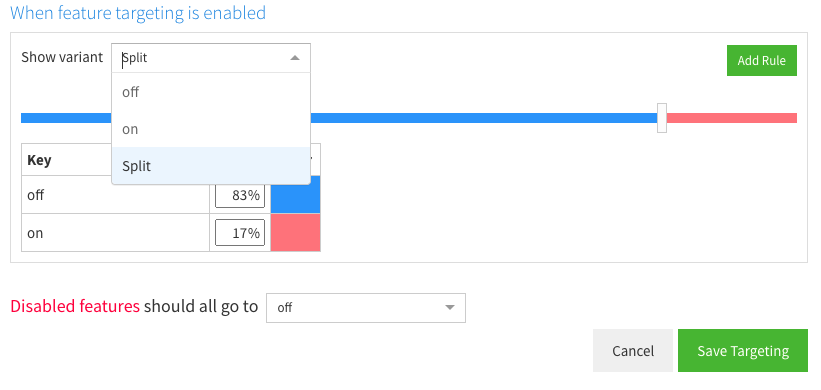 When feature targeting is enabled
Show variant Split Add Rule
off
on
Split
Key
off 83%
on 17%
Disabled features should all go to off
Cancel Save Targeting